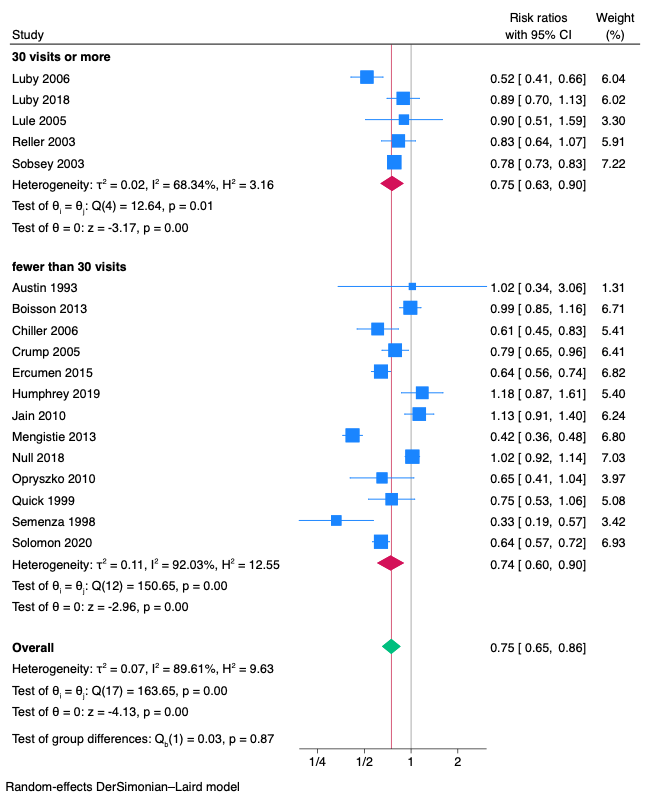 Risk ratios Weight
Study with 95% CI (%)
30 visits or more
Luby 2006 0.52 [ 0.41, 0.66] 6.04
Luby 2018 0.89 [ 0.70, 1.13] 6.02
Lule 2005 0.90 [ 0.51, 1.59] 3.30
Reller 2003 0.83 [ 0.64, 1.07] 5.91
Sobsey 2003 0.78 [ 0.73, 0.83] 7.22
Heterogeneity: τ² = 0.02, I² = 68.34%, H² = 3.16 0.75 [ 0.63, 0.90]
Test of θᵢ = θⱼ: Q(4) = 12.64, p = 0.01
Test of θ = 0: z = -3.17, p = 0.00
fewer than 30 visits
Austin 1993 1.02 [ 0.34, 3.06] 1.31
Boisson 2013 0.99 [ 0.85, 1.16] 6.71
Chiller 2006 0.61 [ 0.45, 0.83] 5.41
Crump 2005 0.79 [ 0.65, 0.96] 6.41
Ercumen 2015 0.64 [ 0.56, 0.74] 6.82
Humphrey 2019 1.18 [ 0.87, 1.61] 5.40
Jain 2010 1.13 [ 0.91, 1.40] 6.24
Mengistie 2013 0.42 [ 0.36, 0.48] 6.80
Null 2018 1.02 [ 0.92, 1.14] 7.03
Opryszko 2010 0.65 [ 0.41, 1.04] 3.97
Quick 1999 0.75 [ 0.53, 1.06] 5.08
Semenza 1998 0.33 [ 0.19, 0.57] 3.42
Solomon 2020 0.64 [ 0.57, 0.72] 6.93
Heterogeneity: τ² = 0.11, I² = 92.03%, H² = 12.55 0.74 [ 0.60, 0.90]
Test of θᵢ = θⱼ: Q(12) = 150.65, p = 0.00
Test of θ = 0: z = -2.96, p = 0.00
Overall 0.75 [ 0.65, 0.86]
Heterogeneity: τ² = 0.07, I² = 89.61%, H² = 9.63
Test of θᵢ = θⱼ: Q(17) = 163.65, p = 0.00
Test of θ = 0: z = -4.13, p = 0.00
Test of group differences: Q_b(1) = 0.03, p = 0.87
1/4 1/2 1 2
Random-effects DerSimonian–Laird model